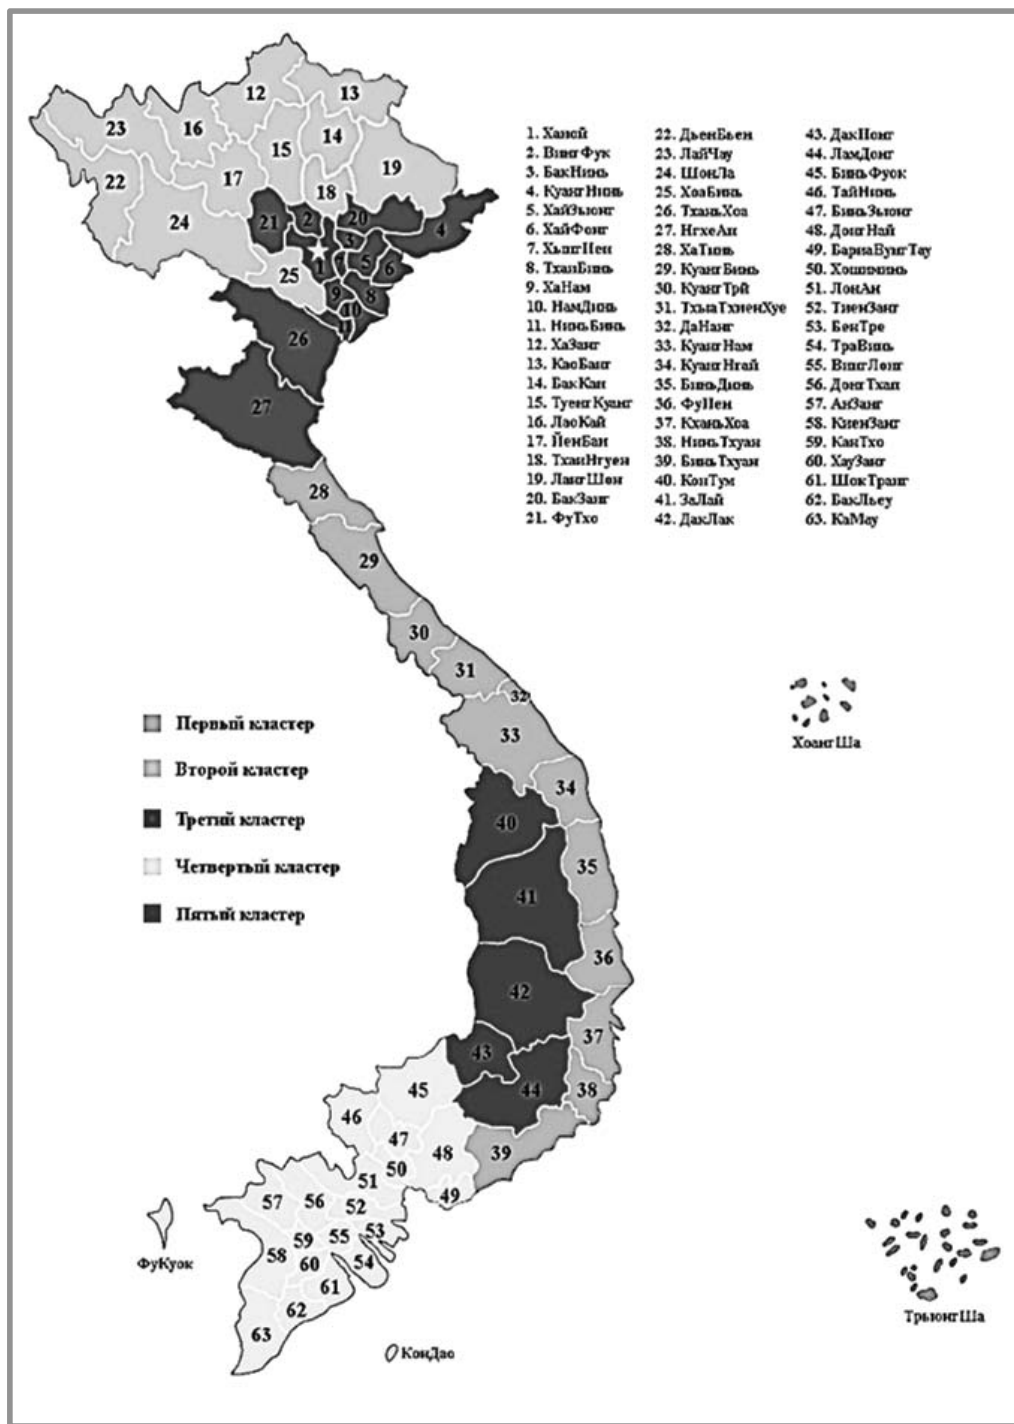 1. Ханой
2. ВингФук
3. БакНинь
4. КуангНинь
5. ХайЗыонг
6. ХайФонг
7. ХынгЙен
8. ТхаиБинь
9. ХаНам
10. НамДинь
11. НиньБинь
12. ХаЗанг
13. КаоБанг
14. БакКан
15. ТуенгКуанг
16. ЛаоКай
17. ЙенБаи
18. ТхаиНгуен
19. ЛангШон
20. БакЗанг
21. ФуТхо
22. ДьенБьен
23. ЛайЧау
24. ШонЛа
25. ХоаБинь
26. ТханьХоа
27. НгхеАн
28. ХаТинь
29. КуангБинь
30. КуангТрй
31. ТхыаТхиенХуе
32. ДаНанг
33. КуангНам
34. КуангНгай
35. БиньДинь
36. ФуЙен
37. КханьХоа
38. НиньТхуан
39. БиньТхуан
40. КонТум
41. ЗаЛай
42. ДакЛак
43. ДакНонг
44. ЛамДонг
45. БиньФуок
46. ТайНинь
47. БиньЗыонг
48. ДонгНай
49. БариаВунгТау
50. Хошиминь
51. ЛонАн
52. ТиенЗанг
53. БенТре
54. ТраВинь
55. ВингЛонг
56. ДонгТхап
57. АнЗанг
58. КиенЗанг
59. КанТхо
60. ХауЗанг
61. ШокТранг
62. БакЛьеу
63. КаМау
12
13
23
16
14
15
19
22
17
18
24
21
2
20
4
3
1
7
5
6
25
9
8
10
11
26
27
28
29
30
31
32
33
34
40
35
41
36
42
37
43
44
38
45
46
47
48
39
50
51
49
57
56
52
53
55
59
58
60
54
61
62
63
Первый кластер
Второй кластер
Третий кластер
Четвертый кластер
Пятый кластер
ХоангША
ФуКуок
ТрыонгША
КонДао